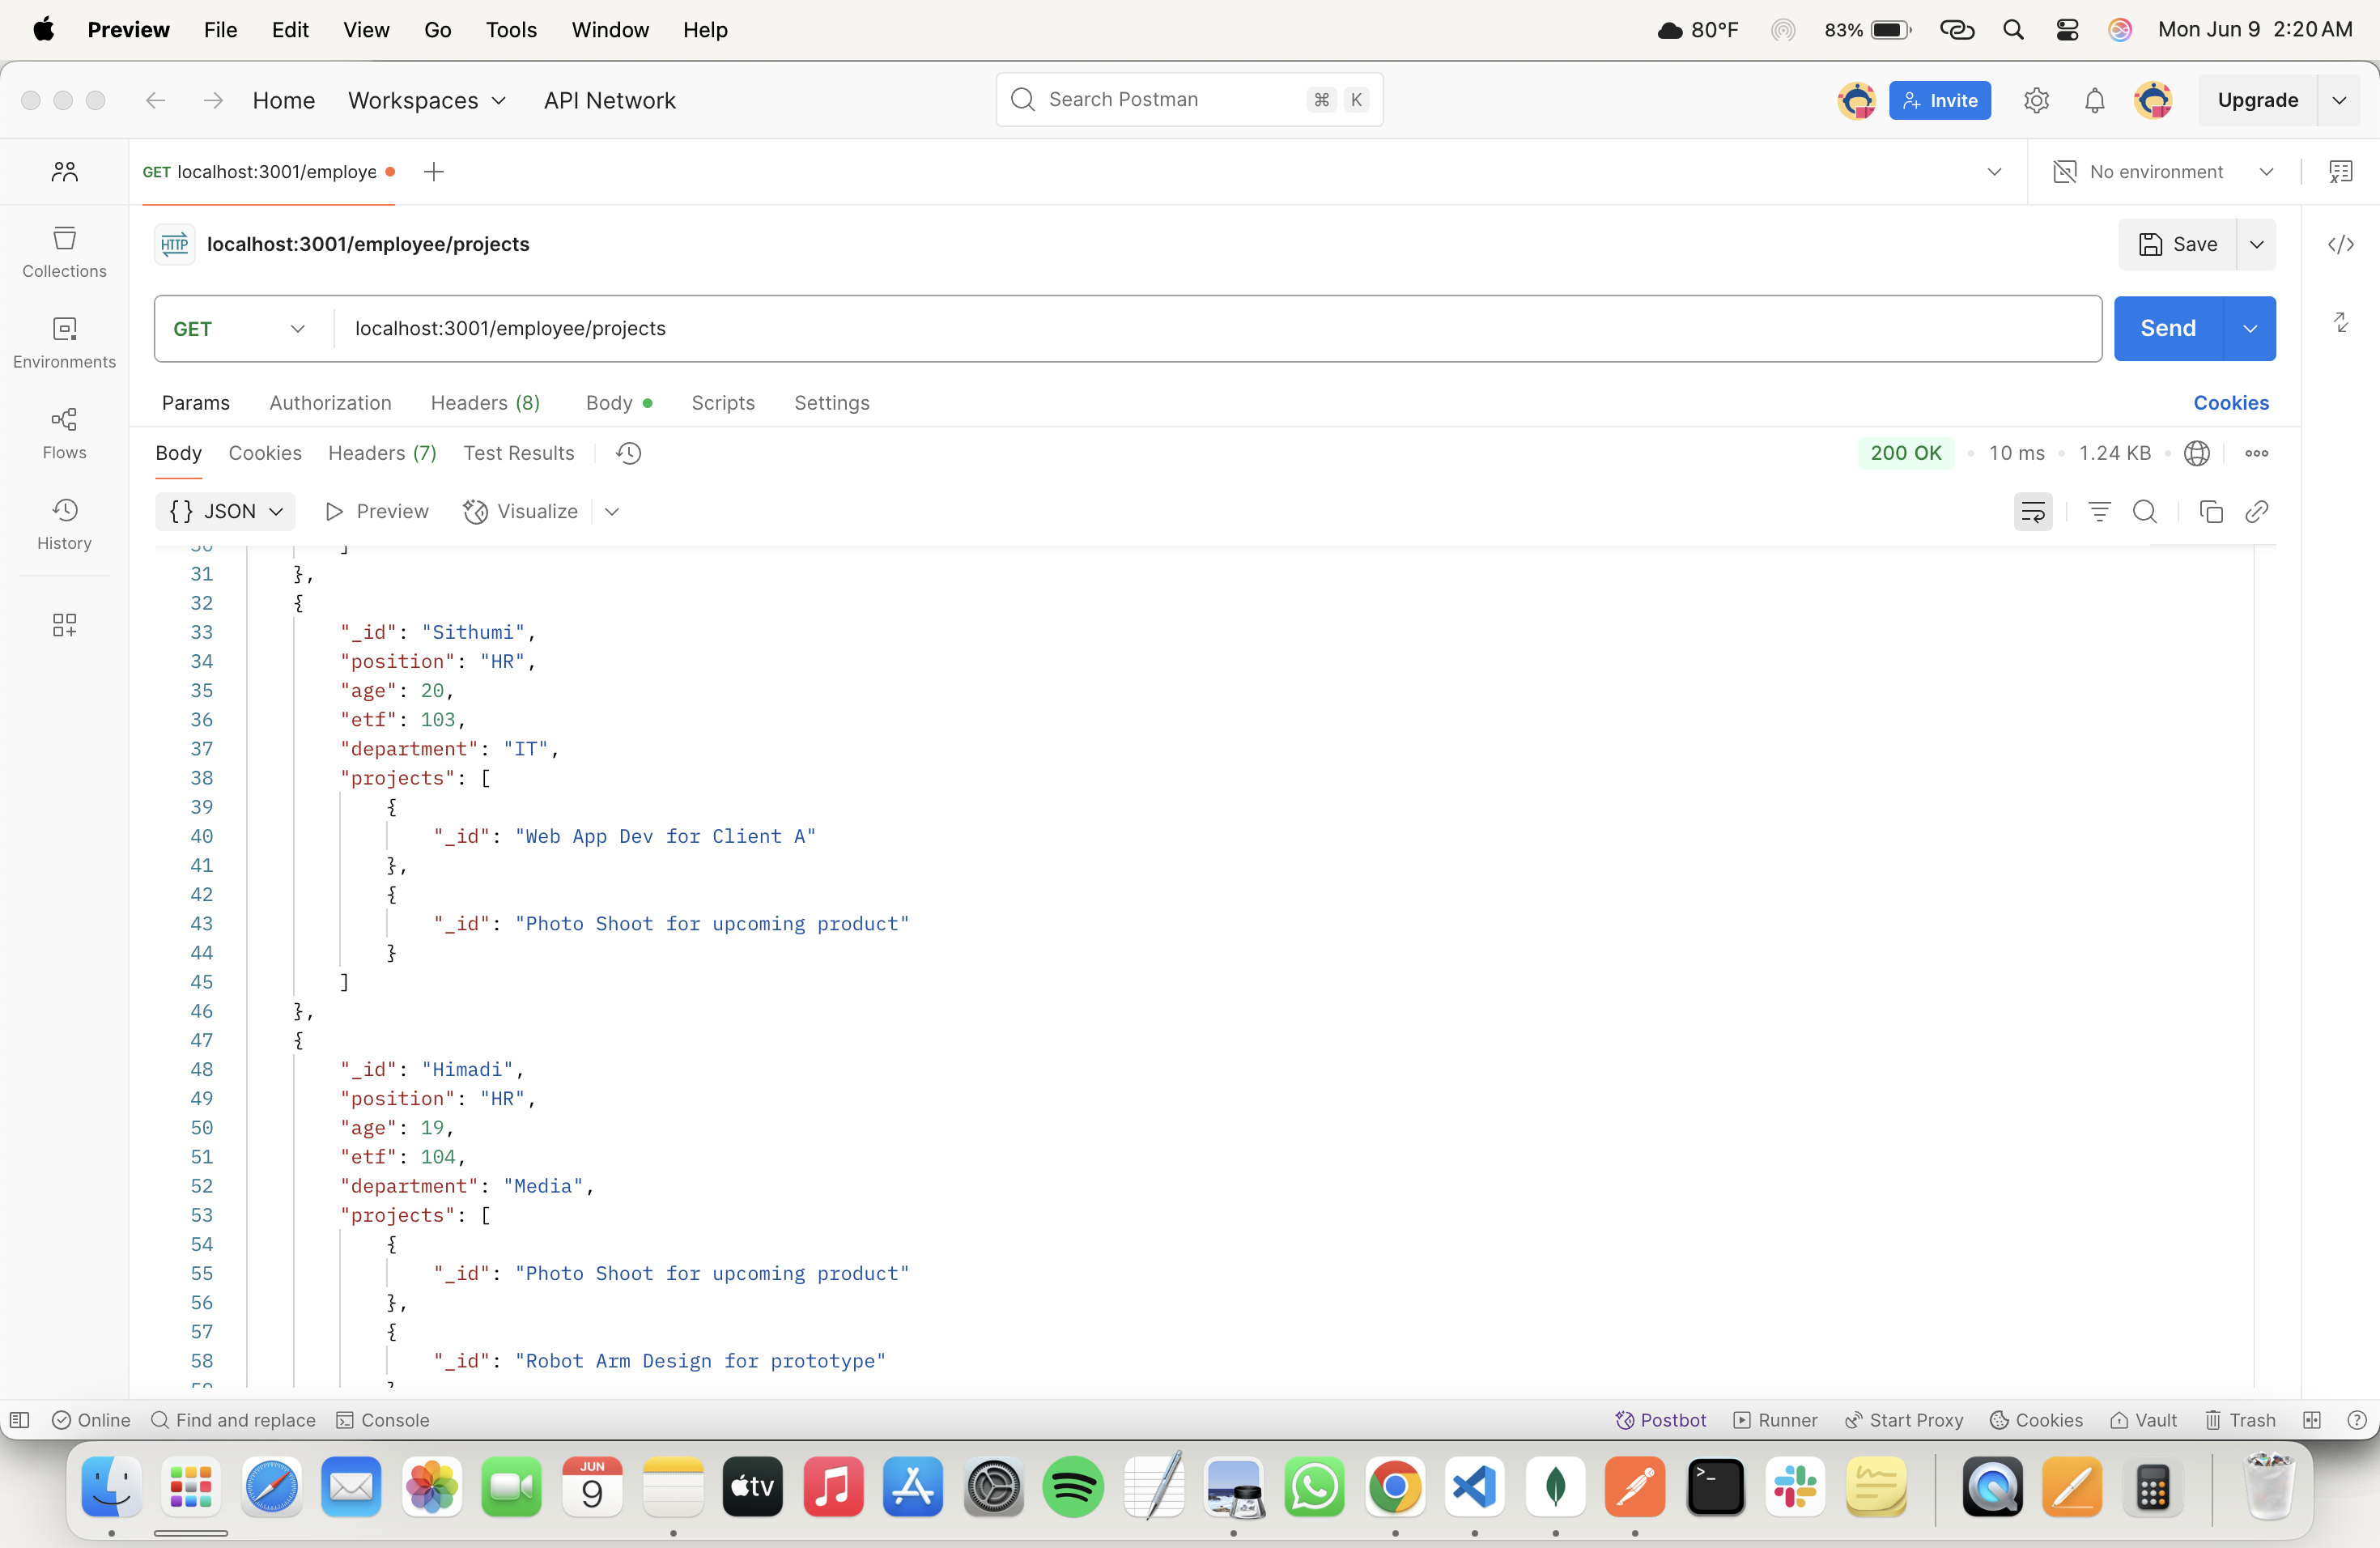 Preview File Edit View Go Tools Window Help 80°F 83% Mon Jun 9 2:20 AM
Home Workspaces API Network Search Postman ⌘ K Invite Upgrade
GET localhost:3001/employe No environment
HTTP localhost:3001/employee/projects Save
GET localhost:3001/employee/projects Send
Params Authorization Headers (8) Body Scripts Settings Cookies
Body Cookies Headers (7) Test Results 200 OK 10 ms 1.24 KB
{} JSON Preview Visualize
Collections
Environments
Flows
History
30 ]
31 },
32 {
33 "_id": "Sithumi",
34 "position": "HR",
35 "age": 20,
36 "etf": 103,
37 "department": "IT",
38 "projects": [
39 {
40 "_id": "Web App Dev for Client A"
41 },
42 {
43 "_id": "Photo Shoot for upcoming product"
44 }
45 ]
46 },
47 {
48 "_id": "Himadi",
49 "position": "HR",
50 "age": 19,
51 "etf": 104,
52 "department": "Media",
53 "projects": [
54 {
55 "_id": "Photo Shoot for upcoming product"
56 },
57 {
58 "_id": "Robot Arm Design for prototype"
Online Find and replace Console Postbot Runner Start Proxy Cookies Vault Trash
JUN
9
tv